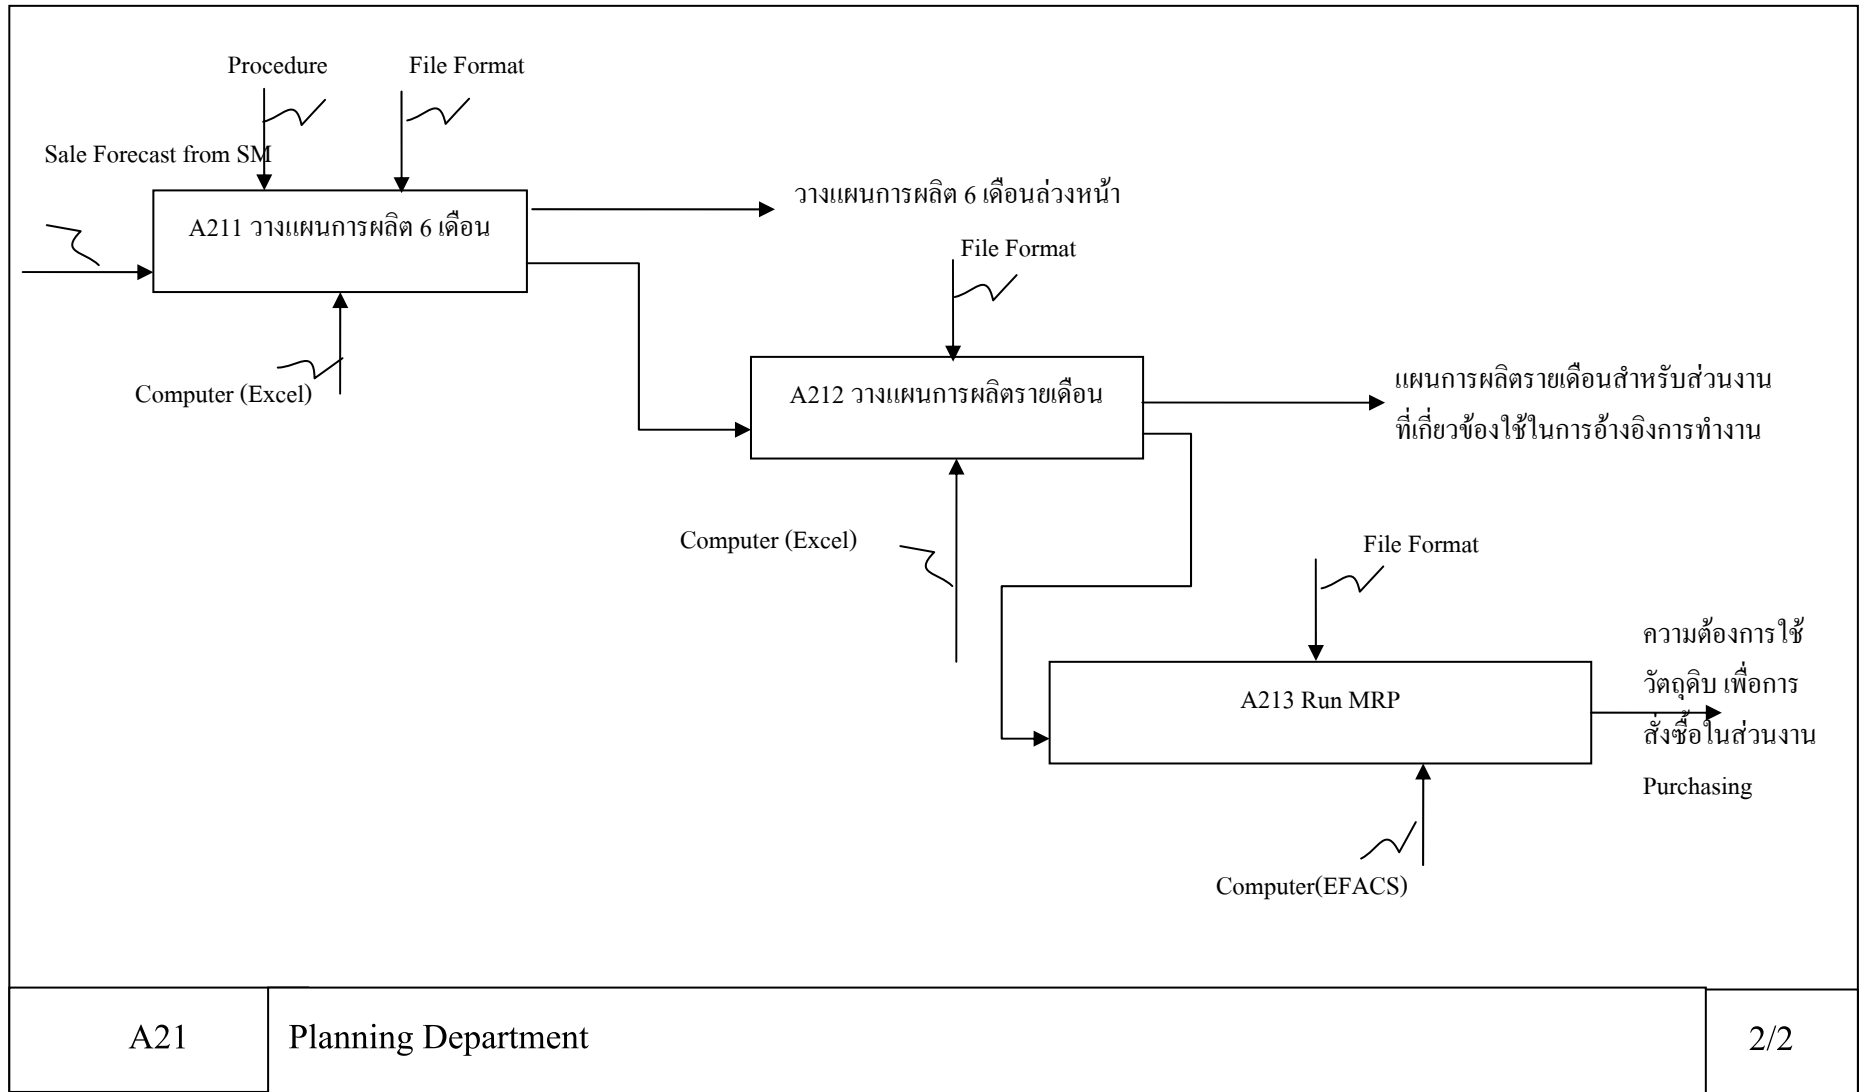 Procedure
File Format
Sale Forecast from SM
A211 วางแผนการผลิต 6 เดือน
วางแผนการผลิต 6 เดือนล่วงหน้า
Computer (Excel)
File Format
A212 วางแผนการผลิตรายเดือน
แผนการผลิตรายเดือนสำหรับส่วนงาน
ที่เกี่ยวข้องใช้ในการอ้างอิงการทำงาน
Computer (Excel)
File Format
A213 Run MRP
ความต้องการใช้
วัตถุดิบ เพื่อการ
สั่งซื้อในส่วนงาน
Purchasing
Computer(EFACS)
A21
Planning Department
2/2